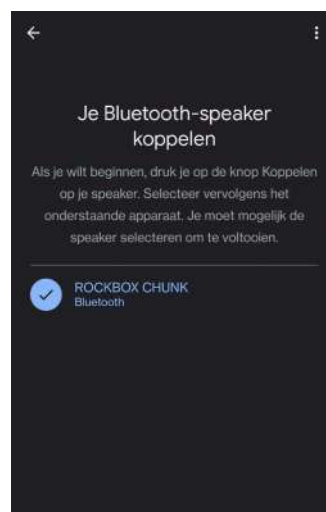 Je Bluetooth-speaker
koppelen
Als je wilt beginnen, druk je op de knop Koppelen
op je speaker. Selecteer vervolgens het
onderstaande apparaat. Je moet mogelijk de
speaker selecteren om te voltooien.
ROCKBOX CHUNK
Bluetooth